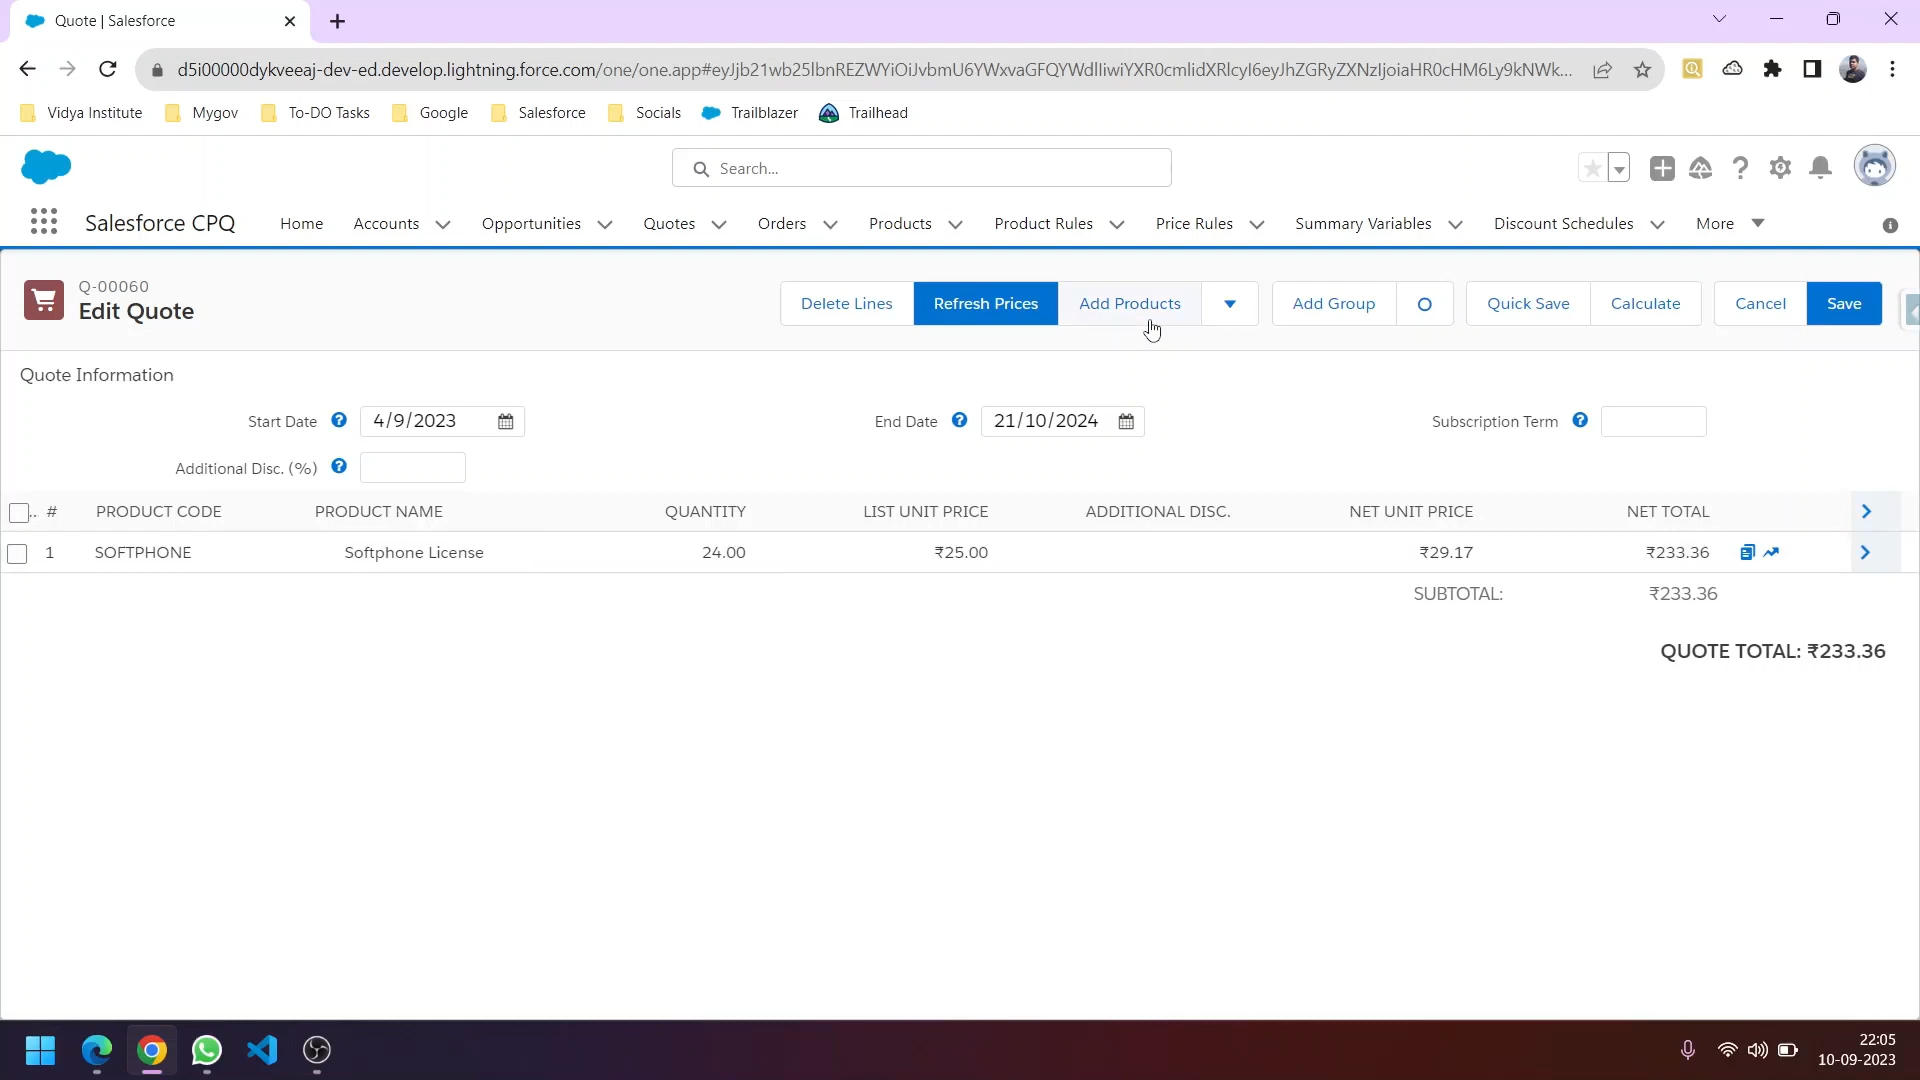 Quote | Salesforce
d5i00000dykveeaj-dev-ed.develop.lightning.force.com/one/one.app#eyJjb21wb25lbnREZWYiOiJvbmU6YWxvaGFQYWdlIiwiYXR0cmlidXRlcyI6eyJhZGRyZXNzIjoiaHR0cHM6Ly9kNWk...
Vidya Institute Mygov To-DO Tasks Google Salesforce Socials Trailblazer Trailhead
Search...
Salesforce CPQ Home Accounts Opportunities Quotes Orders Products Product Rules Price Rules Summary Variables Discount Schedules More
Q-00060
Edit Quote
Delete Lines Refresh Prices Add Products Add Group Quick Save Calculate Cancel Save
Quote Information
Start Date 4/9/2023 End Date 21/10/2024 Subscription Term
Additional Disc. (%)
.. # PRODUCT CODE PRODUCT NAME QUANTITY LIST UNIT PRICE ADDITIONAL DISC. NET UNIT PRICE NET TOTAL
1 SOFTPHONE Softphone License 24.00 ₹25.00 ₹29.17 ₹233.36
SUBTOTAL: ₹233.36
QUOTE TOTAL: ₹233.36
22:05
10-09-2023